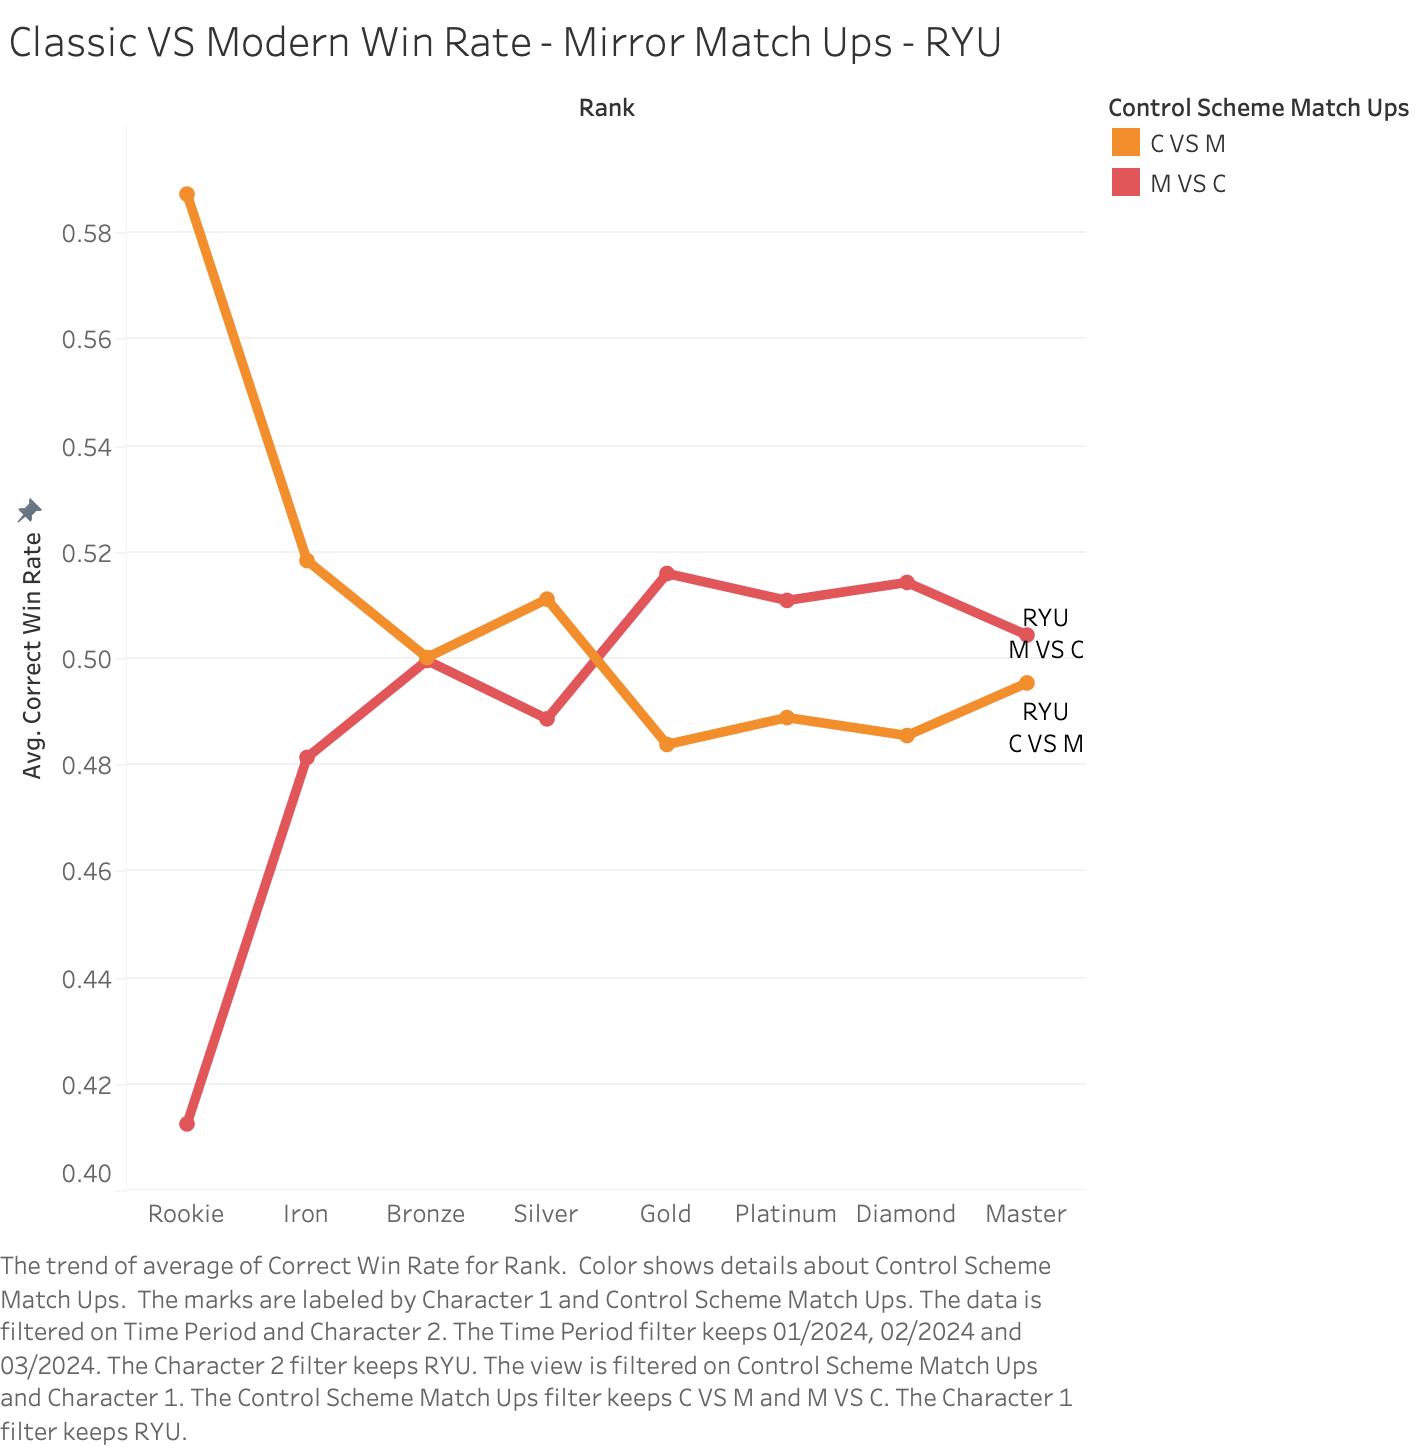 Classic VS Modern Win Rate - Mirror Match Ups - RYU
Rank
Control Scheme Match Ups
C VS M
M VS C
Avg. Correct Win Rate
0.58
0.56
0.54
0.52
0.50
0.48
0.46
0.44
0.42
0.40
RYU
M VS C
RYU
C VS M
Rookie Iron Bronze Silver Gold Platinum Diamond Master
The trend of average of Correct Win Rate for Rank.  Color shows details about Control Scheme
Match Ups.  The marks are labeled by Character 1 and Control Scheme Match Ups. The data is
filtered on Time Period and Character 2. The Time Period filter keeps 01/2024, 02/2024 and
03/2024. The Character 2 filter keeps RYU. The view is filtered on Control Scheme Match Ups
and Character 1. The Control Scheme Match Ups filter keeps C VS M and M VS C. The Character 1
filter keeps RYU.